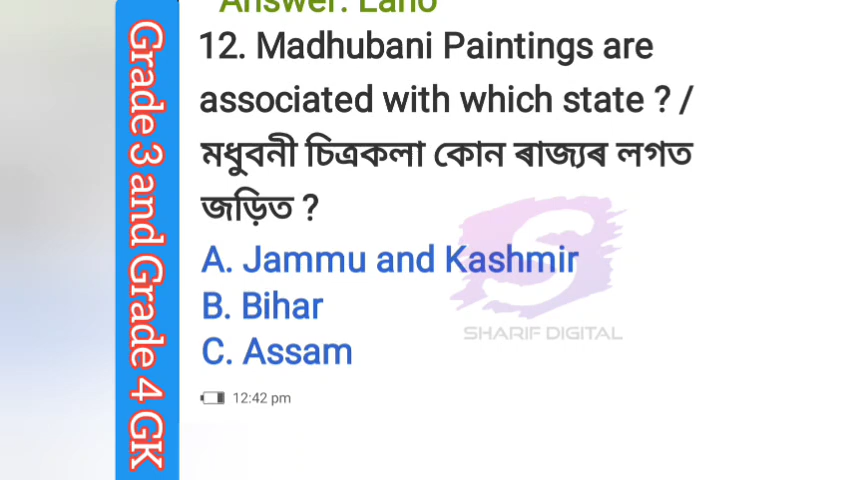 Answer: Lano
12. Madhubani Paintings are
associated with which state ? /
মধুবনী চিত্ৰকলা কোন ৰাজ্যৰ লগত
জড়িত ?
A. Jammu and Kashmir
B. Bihar
C. Assam
SHARIF DIGITAL
12:42 pm
Grade 3 and Grade 4 GK